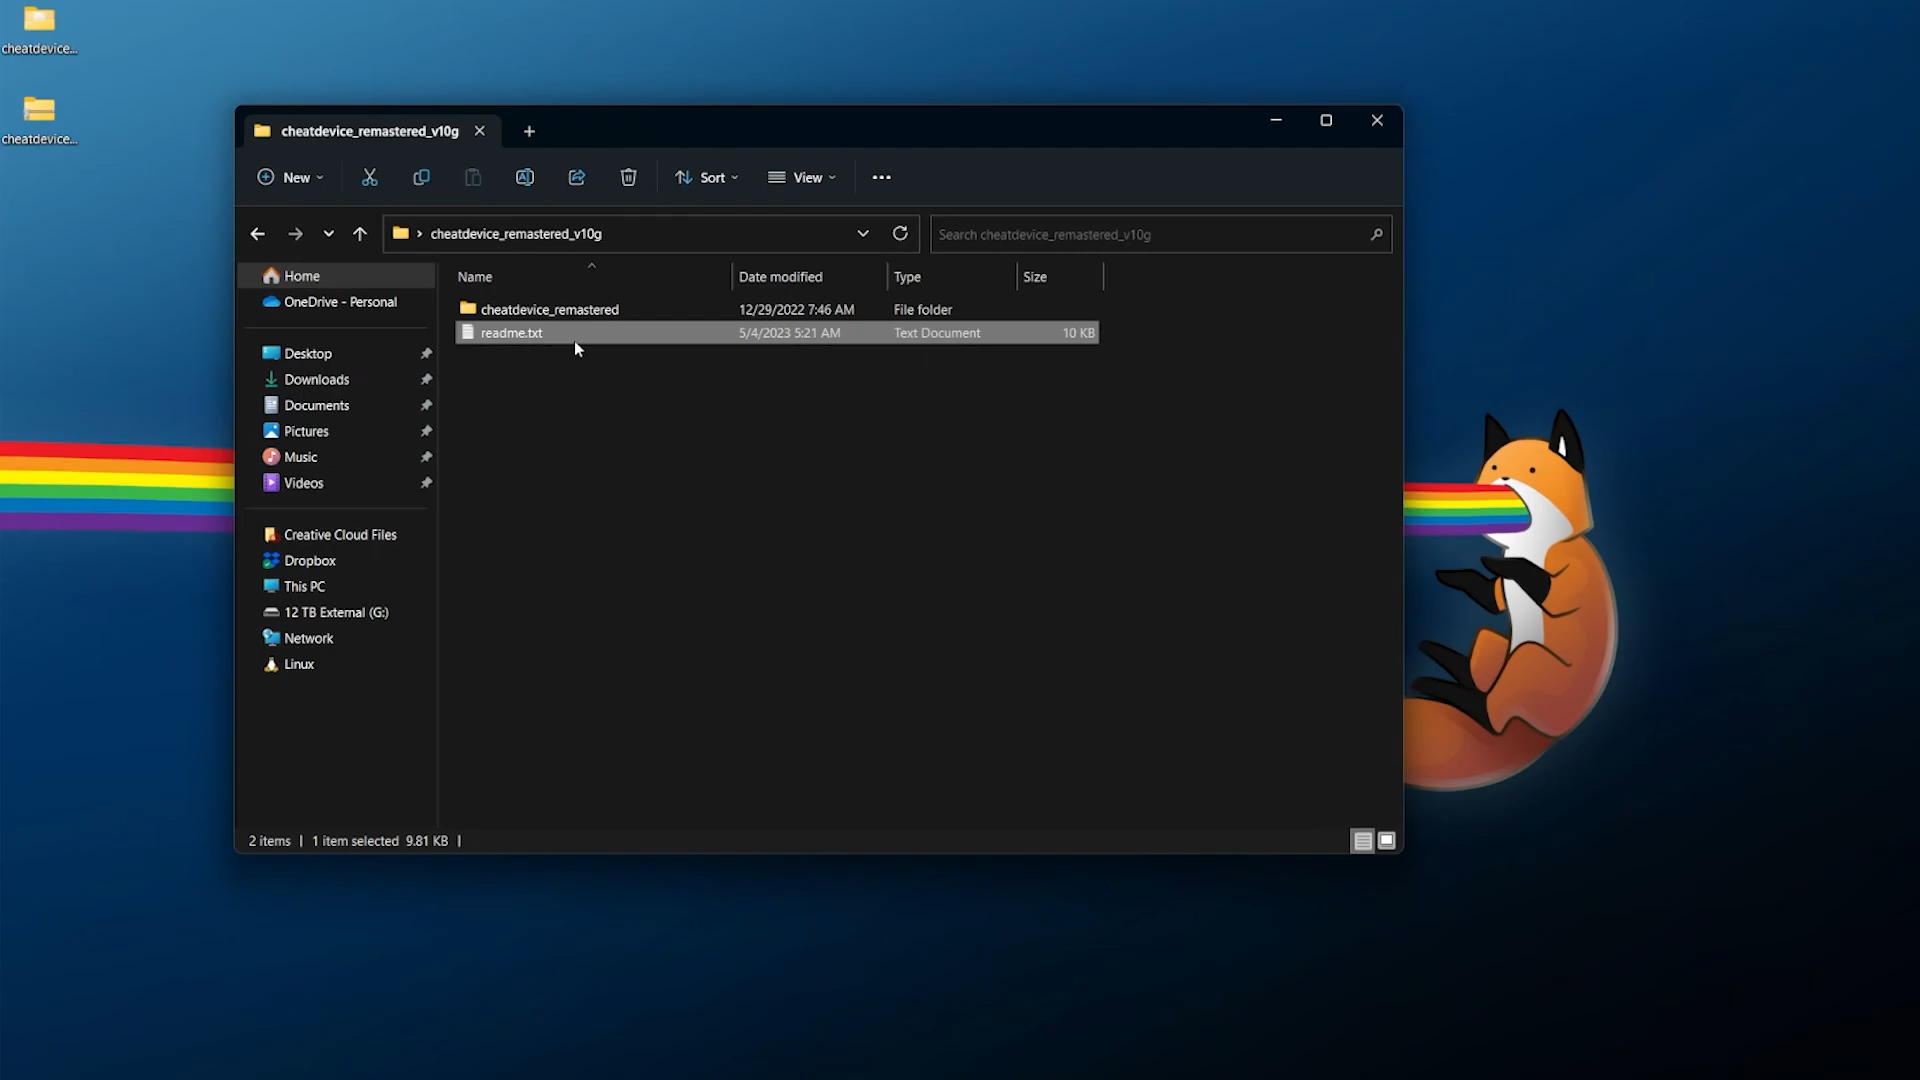 cheatdevice...
cheatdevice...
cheatdevice_remastered_v10g
New
Sort
View
cheatdevice_remastered_v10g
Search cheatdevice_remastered_v10g
Name Date modified Type Size
cheatdevice_remastered 12/29/2022 7:46 AM File folder
readme.txt 5/4/2023 5:21 AM Text Document 10 KB
Home
OneDrive - Personal
Desktop
Downloads
Documents
Pictures
Music
Videos
Creative Cloud Files
Dropbox
This PC
12 TB External (G:)
Network
Linux
2 items | 1 item selected 9.81 KB |